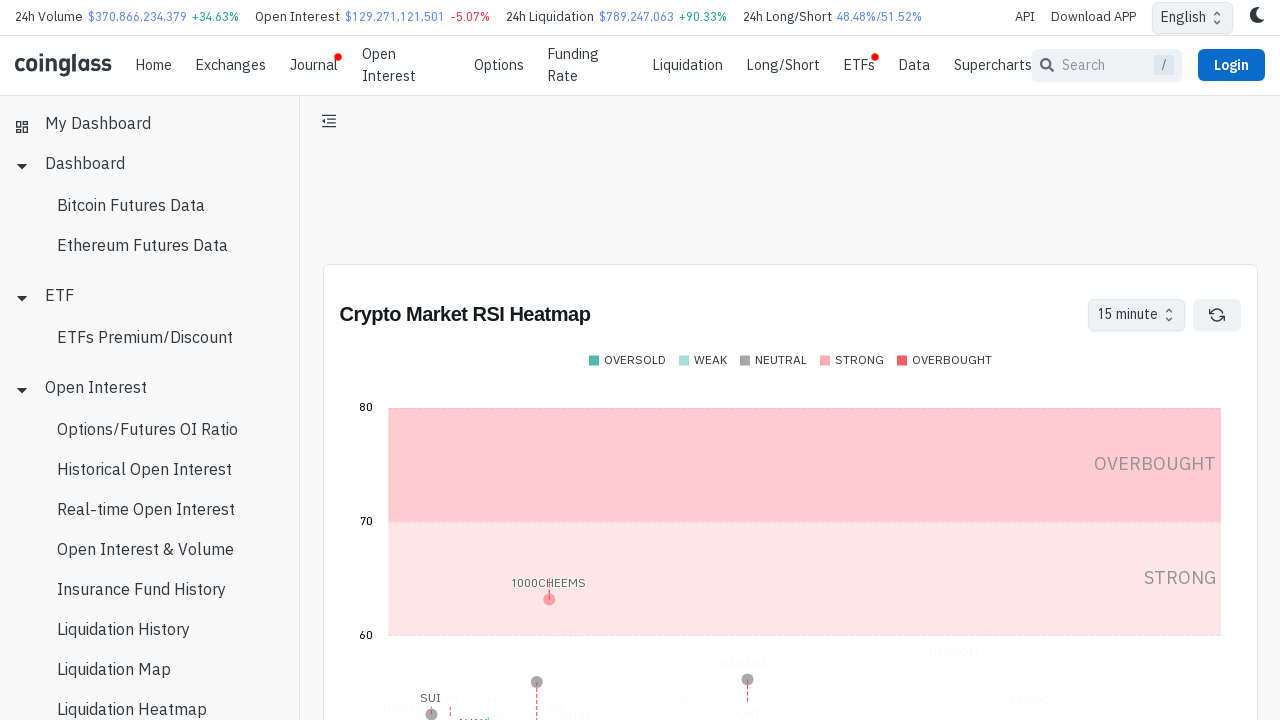 24h Volume $370,866,234,379 +34.63% Open Interest $129,271,121,501 -5.07% 24h Liquidation $789,247,063 +90.33% 24h Long/Short 48.48%/51.52% API Download APP English
coinglass Home Exchanges Journal Open Interest Options Funding Rate Liquidation Long/Short ETFs Data Supercharts Search / Login
My Dashboard
Dashboard
Bitcoin Futures Data
Ethereum Futures Data
ETF
ETFs Premium/Discount
Open Interest
Options/Futures OI Ratio
Historical Open Interest
Real-time Open Interest
Open Interest & Volume
Insurance Fund History
Liquidation History
Liquidation Map
Liquidation Heatmap
Crypto Market RSI Heatmap
15 minute
OVERSOLD WEAK NEUTRAL STRONG OVERBOUGHT
80
OVERBOUGHT
70
STRONG
1000CHEEMS
60
SUI